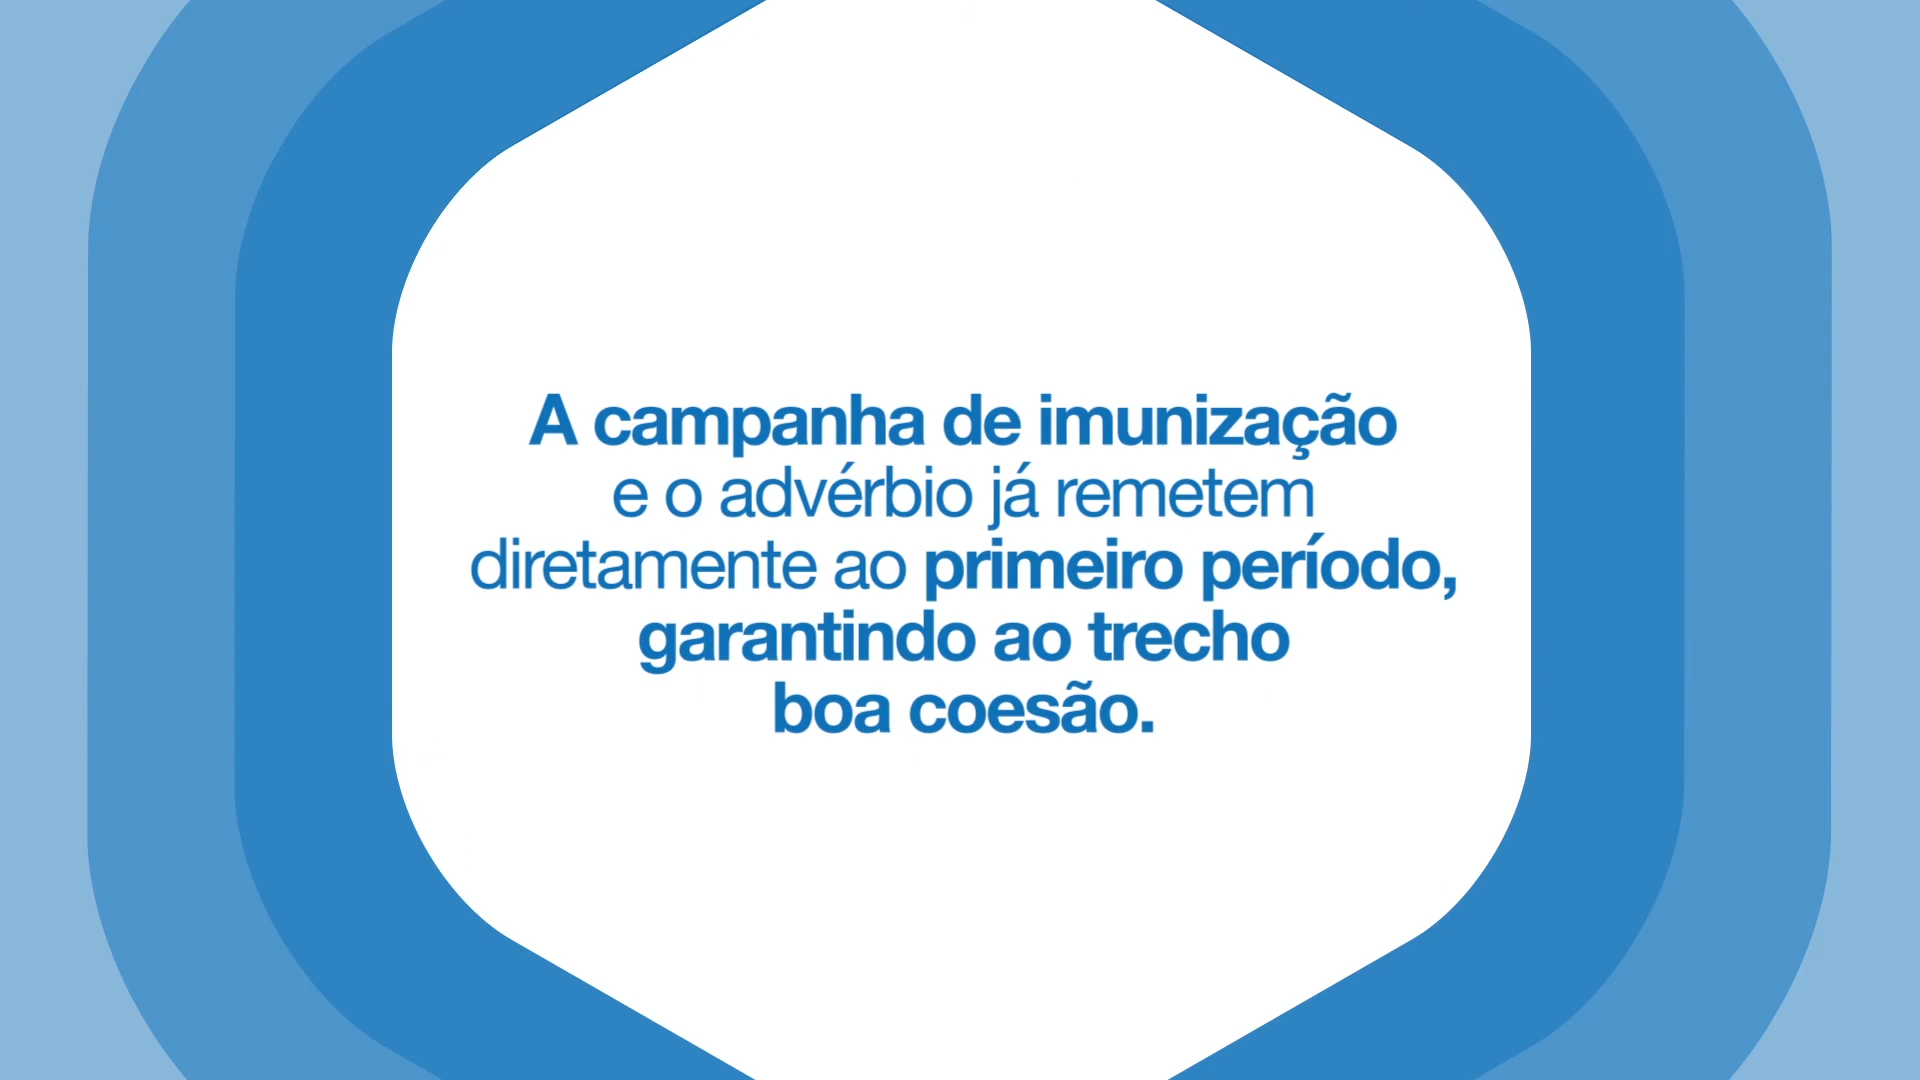 A campanha de imunização
e o advérbio já remetem
diretamente ao primeiro período,
garantindo ao trecho
boa coesão.